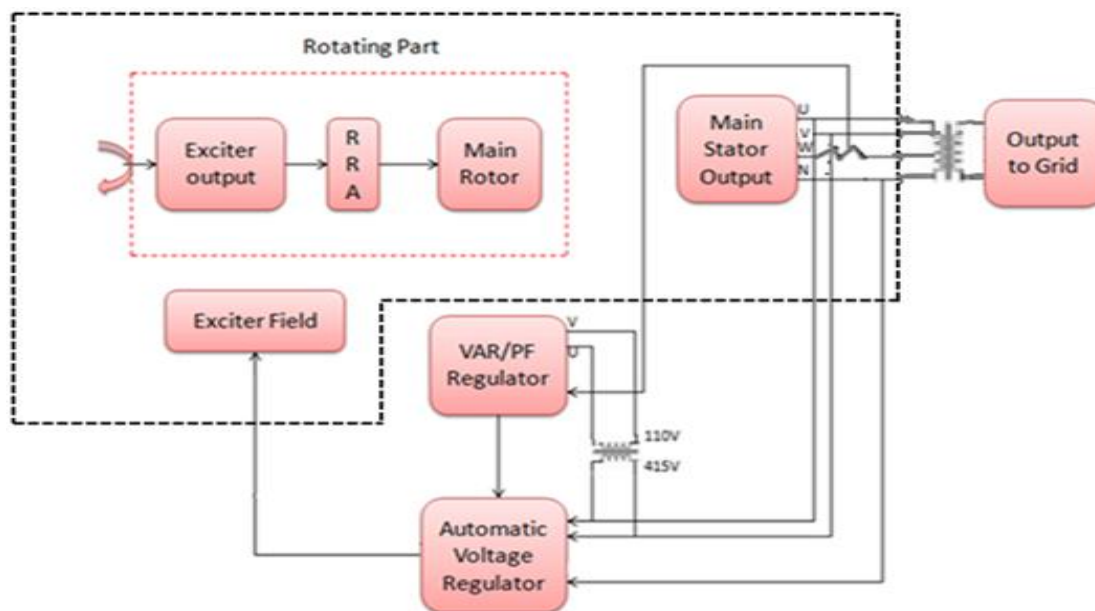 Rotating Part
Exciter
output
R
R
A
Main
Rotor
Main
Stator
Output
U
V
W
N
Output
to Grid
Exciter Field
VAR/PF
Regulator
V
U
110V
415V
Automatic
Voltage
Regulator